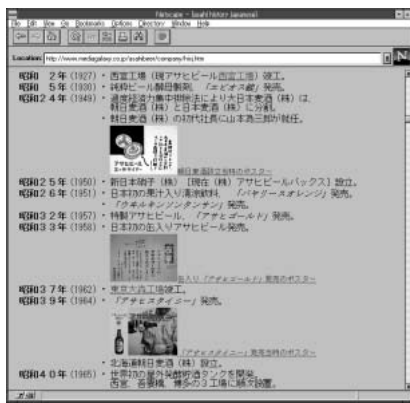 Netscape - [asahi history japanese]
File Edit View Go Bookmarks Options Directory Window Help
Location: http://www.mediagalaxy.co.jp/asahibeer/company/hisj.htm
昭和 2年 (1927) ・ 西宮工場（現アサヒビール西宮工場）竣工。
昭和 5年 (1930) ・ 純粋ビール酵母製剤、「エビオス錠」発売。
昭和24年 (1949) ・ 過度経済力集中排除法により大日本麦酒（株）は、
朝日麦酒（株）と日本麦酒（株）に分割。
・ 朝日麦酒（株）の初代社長に山本為三郎が就任。
アサヒビール
朝日麦酒設立当時のポスター
昭和25年 (1950) ・ 新日本硝子（株）［現在（株）アサヒビールパックス］設立。
昭和26年 (1951) ・ 日本初の果汁入り清涼飲料、「バヤリースオレンジ」発売。
・ 「ウヰルキンソンタンサン」発売。
昭和32年 (1957) ・ 特製アサヒビール、「アサヒゴールド」発売。
昭和33年 (1958) ・ 日本初の缶入りアサヒビール発売。
缶入り「アサヒゴールド」発売時のポスター
昭和37年 (1962) ・ 東京大森工場竣工。
昭和39年 (1964) ・ 「アサヒスタイニー」発売。
「アサヒスタイニー」発売当時のポスター
・ 北海道朝日麦酒（株）設立。
昭和40年 (1965) ・ 世界初の屋外発酵貯酒タンクを開発。
西宮、吾妻橋、博多の3工場に順次設置。